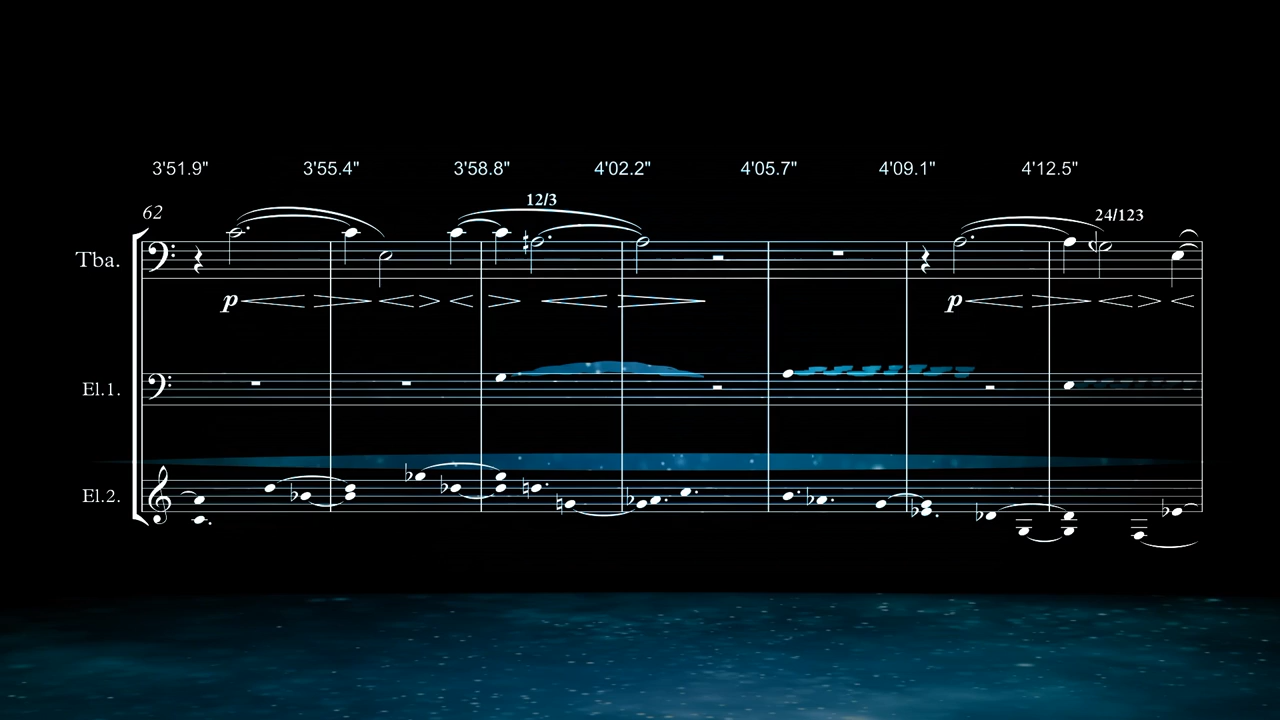 3'51.9" 3'55.4" 3'58.8" 4'02.2" 4'05.7" 4'09.1" 4'12.5"
62 12/3 24/123
Tba.
p p
El.1.
El.2.